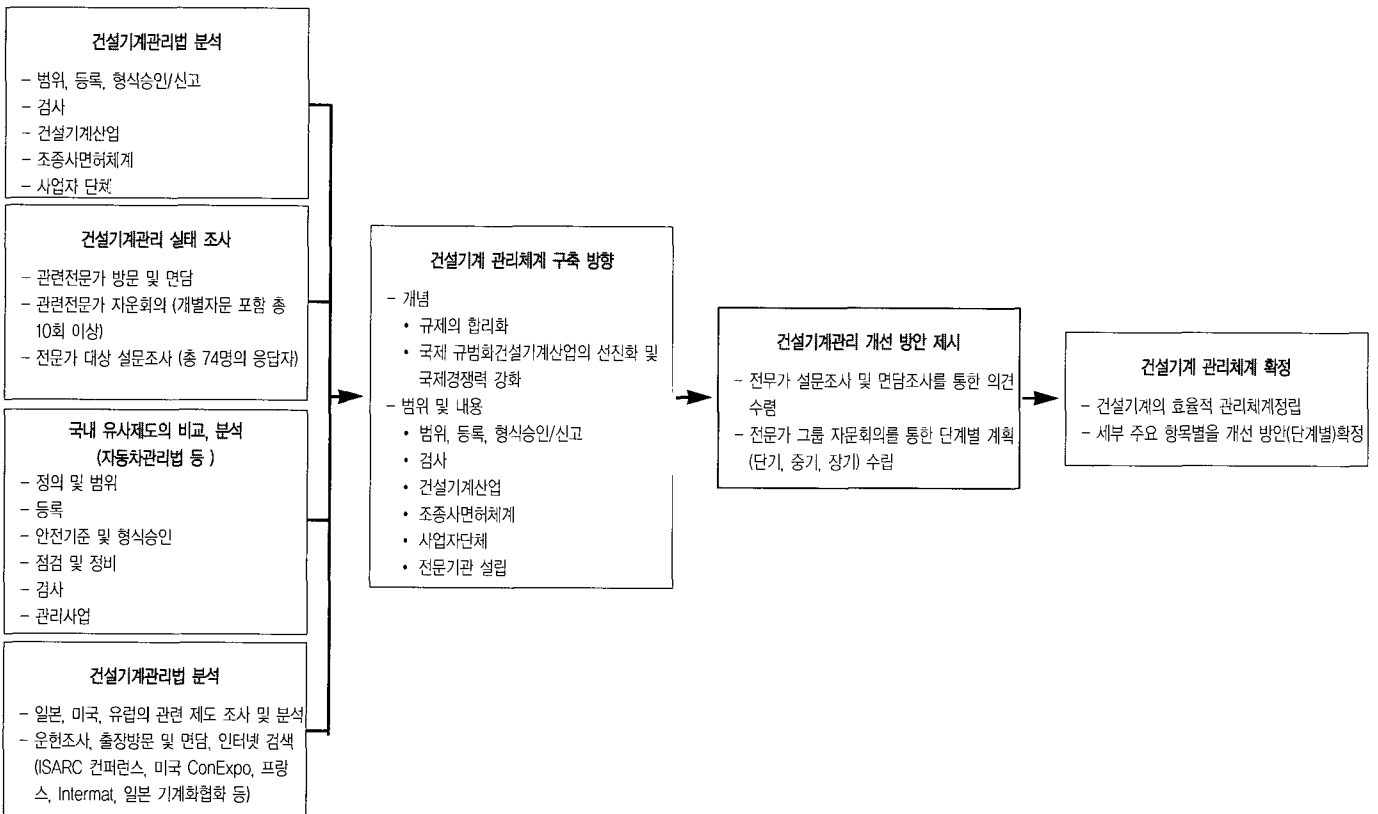 건설기계관리법 분석
- 범위, 등록, 형식승인/신고
- 검사
- 건설기계산업
- 조종사면허체계
- 사업자 단체
건설기계관리 실태 조사
- 관련전문가 방문 및 면담
- 관련전문가 자운회의 (개별자문 포함 총
10회 이상)
- 전문가 대상 설문조사 (총 74명의 응답자)
국내 유사제도의 비교, 분석
(자동차관리법 등 )
- 정의 및 범위
- 등록
- 안전기준 및 형식승인
- 점검 및 정비
- 검사
- 관리사업
건설기계관리법 분석
- 일본, 미국, 유럽의 관련 제도 조사 및 분석
- 운헌조사, 출장방문 및 면담, 인터넷 검색
(ISARC 컨퍼런스, 미국 ConExpo, 프랑
스, Intermat, 일본 기계화협확 등)
건설기계 관리체계 구축 방향
- 개념
• 규제의 합리화
• 국제 규범화건설기계산업의 선진화 및
국제경쟁력 강화
- 범위 및 내용
• 범위, 등록, 형식승인/신고
• 검사
• 건설기계산업
• 조종사면허체계
• 사업자단체
• 전문기관 설립
건설기계관리 개선 방안 제시
- 전무가 설문조사 및 면담조사를 통한 의견
수렴
- 전문가 그룹 자문회의를 통한 단계별 계획
(단기, 중기, 장기) 수립
건설기계 관리체계 확정
- 건설기계의 효율적 관리체계정립
- 세부 주요 항목별을 개선 방안(단계별)확정